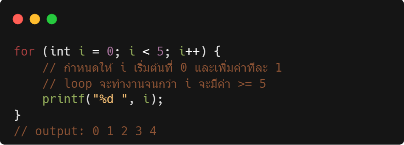 for (int i = 0; i < 5; i++) {
// กำหนดให้ i เริ่มต้นที่ 0 และเพิ่มค่าทีละ 1
// loop จะทำงานจนกว่า i จะมีค่า >= 5
printf("%d ", i);
}
// output: 0 1 2 3 4